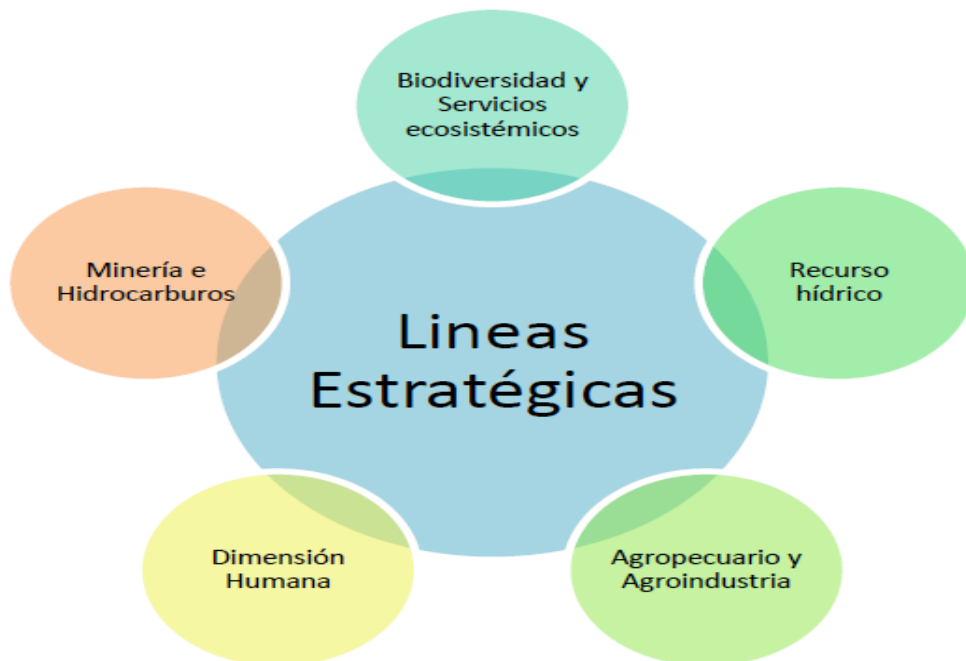 Biodiversidad y
Servicios
ecosistémicos
Minería e
Hidrocarburos
Recurso
hídrico
Lineas
Estratégicas
Dimensión
Humana
Agropecuario y
Agroindustria